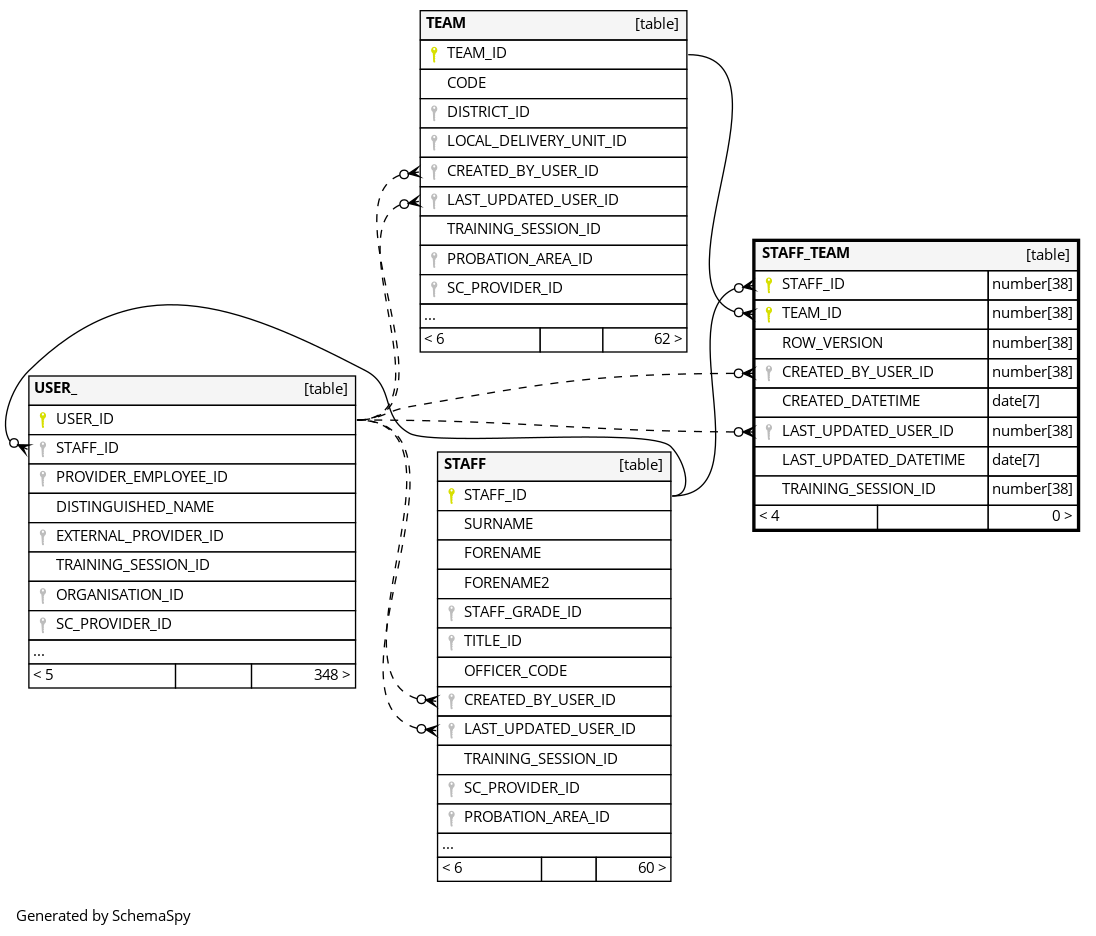 TEAM [table]
TEAM_ID
CODE
DISTRICT_ID
LOCAL_DELIVERY_UNIT_ID
CREATED_BY_USER_ID
LAST_UPDATED_USER_ID
TRAINING_SESSION_ID
PROBATION_AREA_ID
SC_PROVIDER_ID
...
< 6 62 >
STAFF_TEAM [table]
STAFF_ID number[38]
TEAM_ID number[38]
ROW_VERSION number[38]
CREATED_BY_USER_ID number[38]
CREATED_DATETIME date[7]
LAST_UPDATED_USER_ID number[38]
LAST_UPDATED_DATETIME date[7]
TRAINING_SESSION_ID number[38]
< 4 0 >
USER_ [table]
USER_ID
STAFF_ID
PROVIDER_EMPLOYEE_ID
DISTINGUISHED_NAME
EXTERNAL_PROVIDER_ID
TRAINING_SESSION_ID
ORGANISATION_ID
SC_PROVIDER_ID
...
< 5 348 >
STAFF [table]
STAFF_ID
SURNAME
FORENAME
FORENAME2
STAFF_GRADE_ID
TITLE_ID
OFFICER_CODE
CREATED_BY_USER_ID
LAST_UPDATED_USER_ID
TRAINING_SESSION_ID
SC_PROVIDER_ID
PROBATION_AREA_ID
...
< 6 60 >
Generated by SchemaSpy